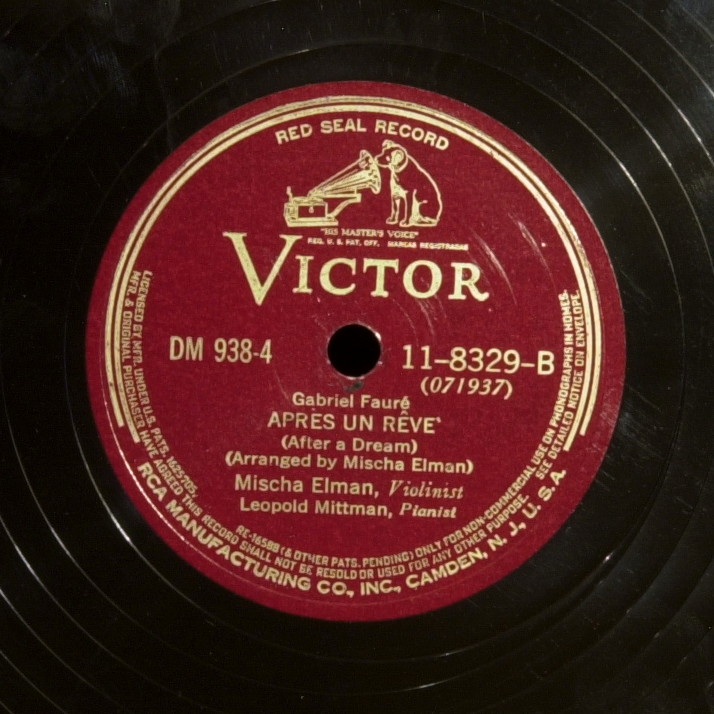 RED SEAL RECORD
"HIS MASTER'S VOICE"
REG. U. S. PAT. OFF. MARCAS REGISTRADAS
VICTOR
DM 938-4
11-8329-B
(071937)
Gabriel Fauré
APRÈS UN RÊVE
(After a Dream)
(Arranged by Mischa Elman)
Mischa Elman, Violinist
Leopold Mittman, Pianist
LICENSED BY MFR. UNDER U.S. PATS. 1625705, RE-16588 (& OTHER PATS. PENDING) ONLY FOR NON-COMMERCIAL USE ON PHONOGRAPHS IN HOMES.
MFR. & ORIGINAL PURCHASER HAVE AGREED THIS RECORD SHALL NOT BE RESOLD OR USED FOR ANY OTHER PURPOSE. SEE DETAILED NOTICE ON ENVELOPE.
RCA MANUFACTURING CO., INC., CAMDEN, N. J., U. S. A.